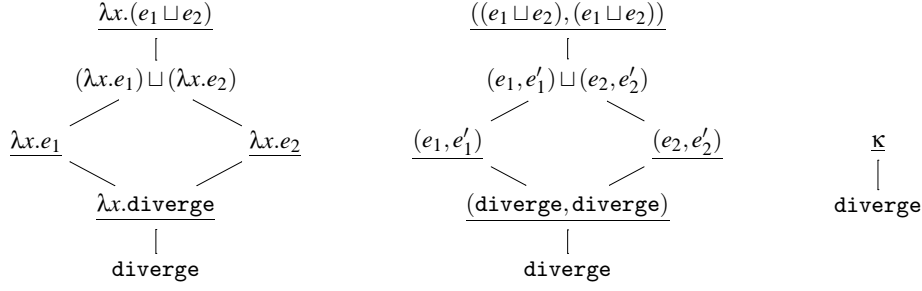 λx.(e₁ ⊔ e₂) ((e₁ ⊔ e₂), (e₁ ⊔ e₂))
(λx.e₁) ⊔ (λx.e₂) (e₁, e′₁) ⊔ (e₂, e′₂)
λx.e₁ λx.e₂ (e₁, e′₁) (e₂, e′₂) κ
λx.diverge (diverge, diverge) diverge
diverge diverge